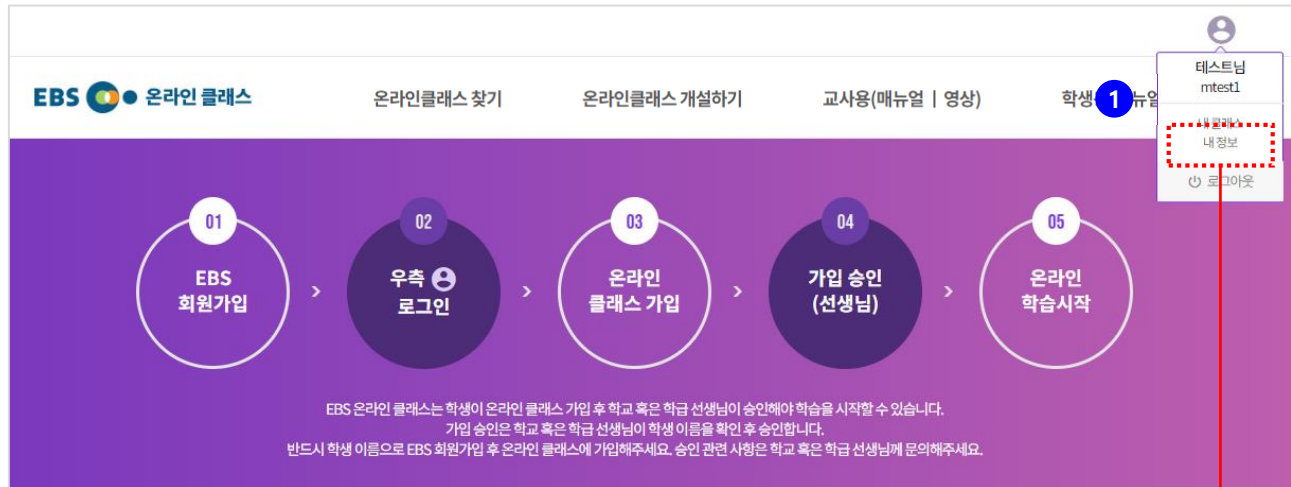 테스트님
mtest1
내클래스
내정보
로그아웃
EBS 온라인 클래스
온라인클래스 찾기
온라인클래스 개설하기
교사용(매뉴얼 | 영상)
1
01
EBS
회원가입
02
우측
로그인
03
온라인
클래스 가입
04
가입 승인
(선생님)
05
온라인
학습시작
EBS 온라인 클래스는 학생이 온라인 클래스 가입 후 학교 혹은 학급 선생님이 승인해야 학습을 시작할 수 있습니다.
가입 승인은 학교 혹은 학급 선생님이 학생 이름을 확인 후 승인합니다.
반드시 학생 이름으로 EBS 회원가입 후 온라인 클래스에 가입해주세요. 승인 관련 사항은 학교 혹은 학급 선생님께 문의해주세요.